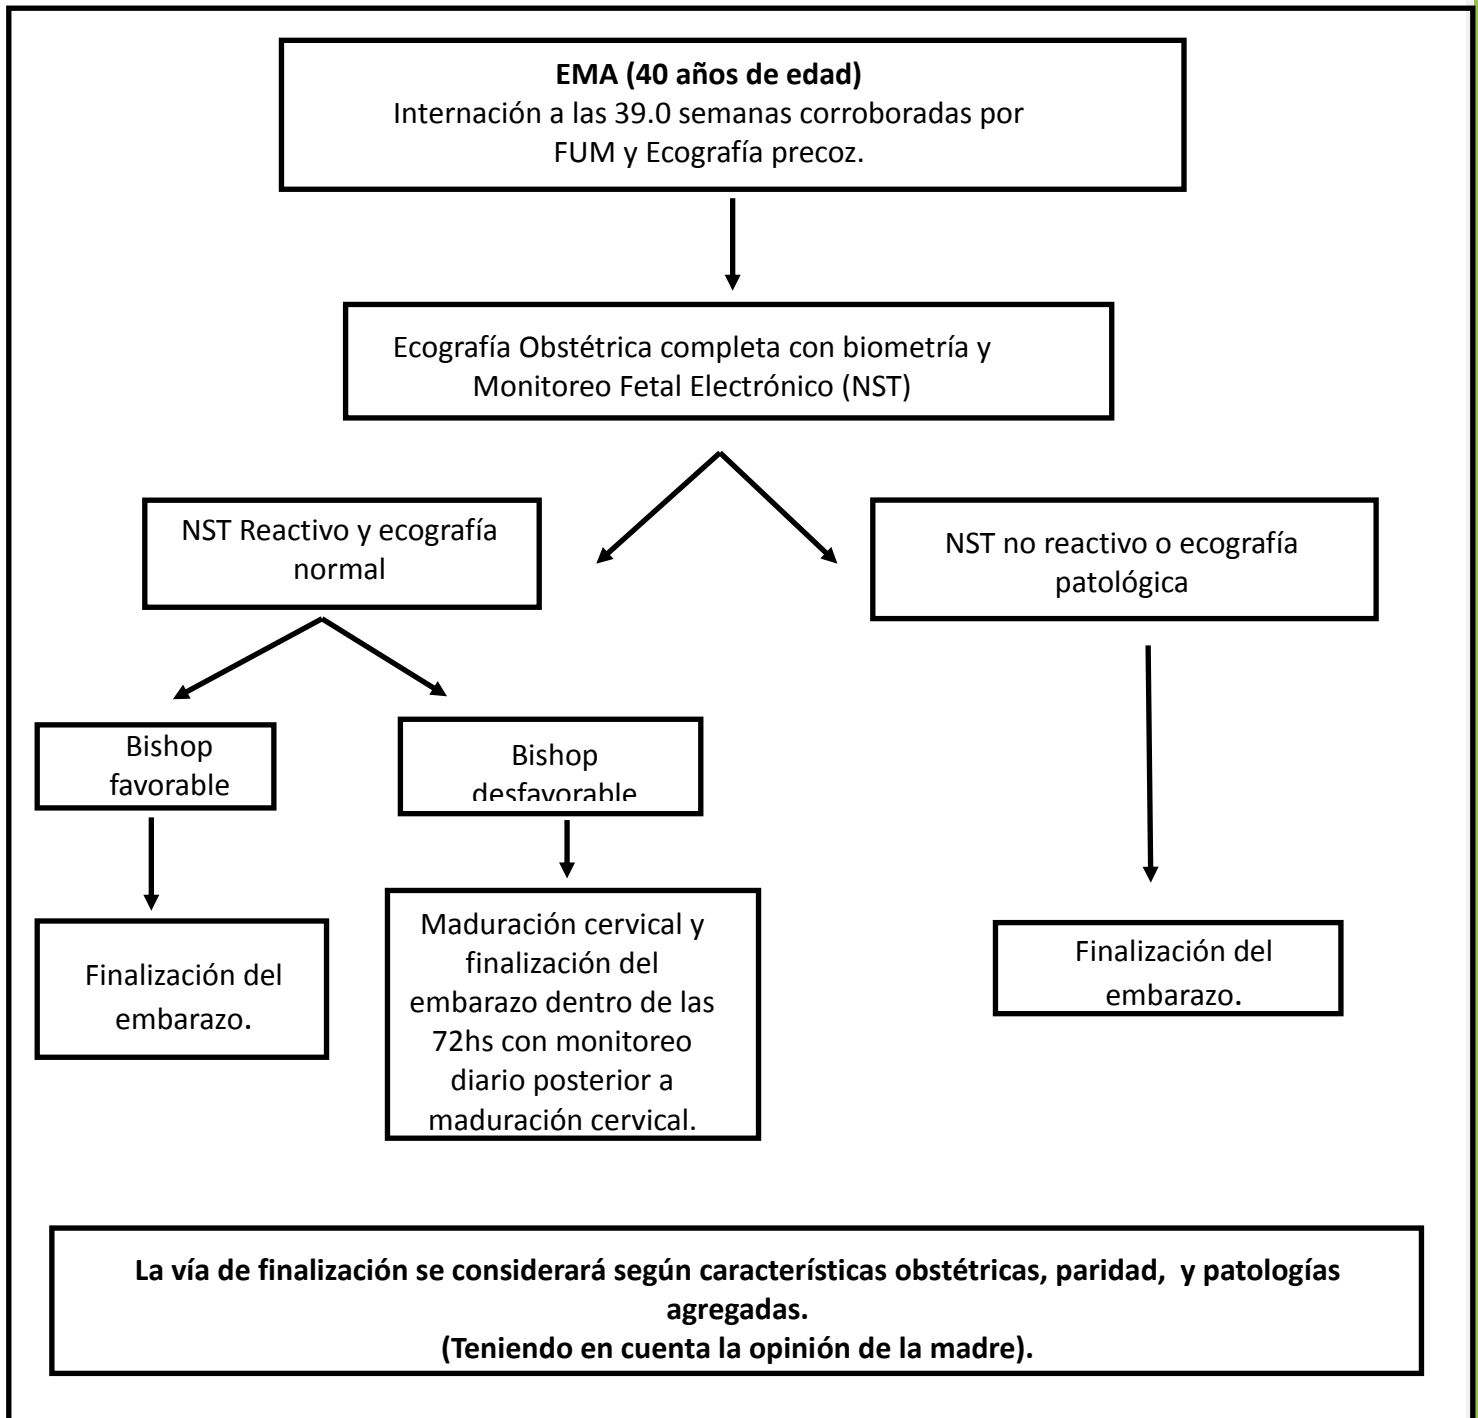 EMA (40 años de edad)
Internación a las 39.0 semanas corroboradas por
FUM y Ecografía precoz.
Ecografía Obstétrica completa con biometría y
Monitoreo Fetal Electrónico (NST)
NST Reactivo y ecografía
normal
NST no reactivo o ecografía
patológica
Bishop
favorable
Bishop
desfavorable
Finalización del
embarazo.
Maduración cervical y
finalización del
embarazo dentro de las
72hs con monitoreo
diario posterior a
maduración cervical.
Finalización del
embarazo.
La vía de finalización se considerará según características obstétricas, paridad, y patologías
agregadas.
(Teniendo en cuenta la opinión de la madre).